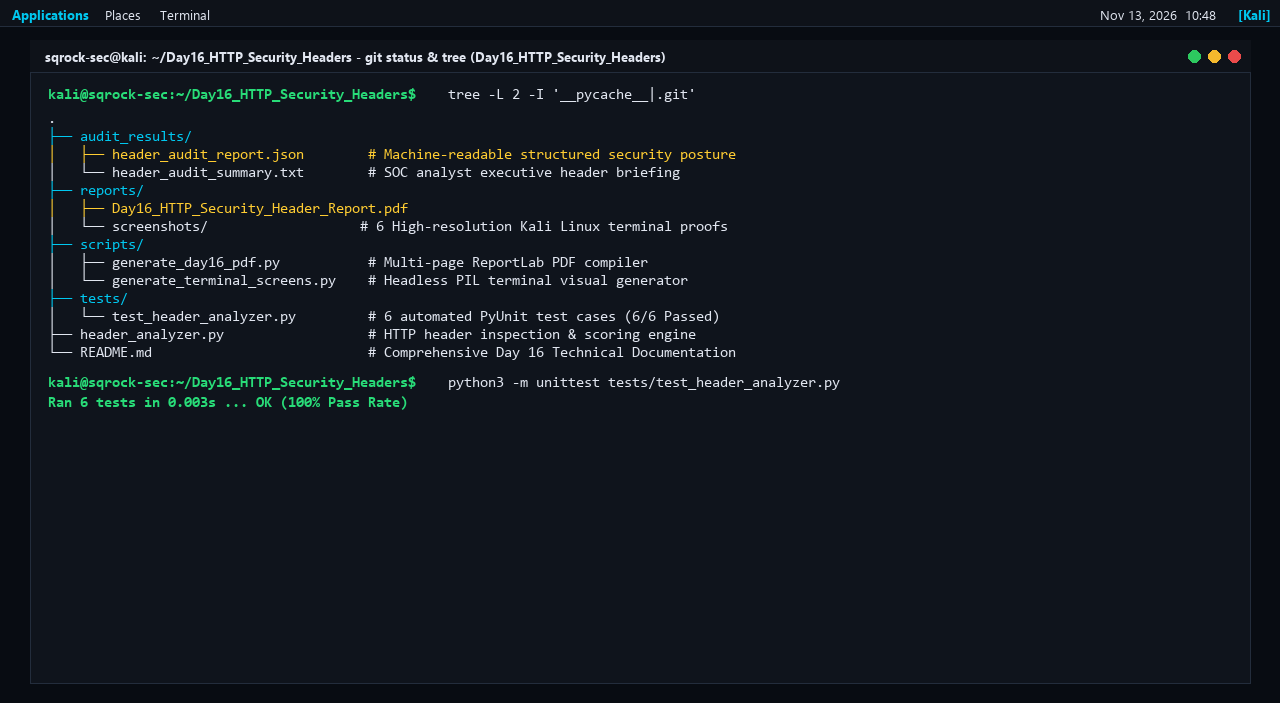 Applications Places Terminal Nov 13, 2026 10:48 [Kali]
sqrock-sec@kali: ~/Day16_HTTP_Security_Headers - git status & tree (Day16_HTTP_Security_Headers)
kali@sqrock-sec:~/Day16_HTTP_Security_Headers$    tree -L 2 -I '__pycache__|.git'
.
├── audit_results/
│   ├── header_audit_report.json        # Machine-readable structured security posture
│   └── header_audit_summary.txt        # SOC analyst executive header briefing
├── reports/
│   ├── Day16_HTTP_Security_Header_Report.pdf
│   └── screenshots/                   # 6 High-resolution Kali Linux terminal proofs
├── scripts/
│   ├── generate_day16_pdf.py           # Multi-page ReportLab PDF compiler
│   └── generate_terminal_screens.py    # Headless PIL terminal visual generator
├── tests/
│   └── test_header_analyzer.py         # 6 automated PyUnit test cases (6/6 Passed)
├── header_analyzer.py                  # HTTP header inspection & scoring engine
└── README.md                           # Comprehensive Day 16 Technical Documentation
kali@sqrock-sec:~/Day16_HTTP_Security_Headers$    python3 -m unittest tests/test_header_analyzer.py
Ran 6 tests in 0.003s ... OK (100% Pass Rate)